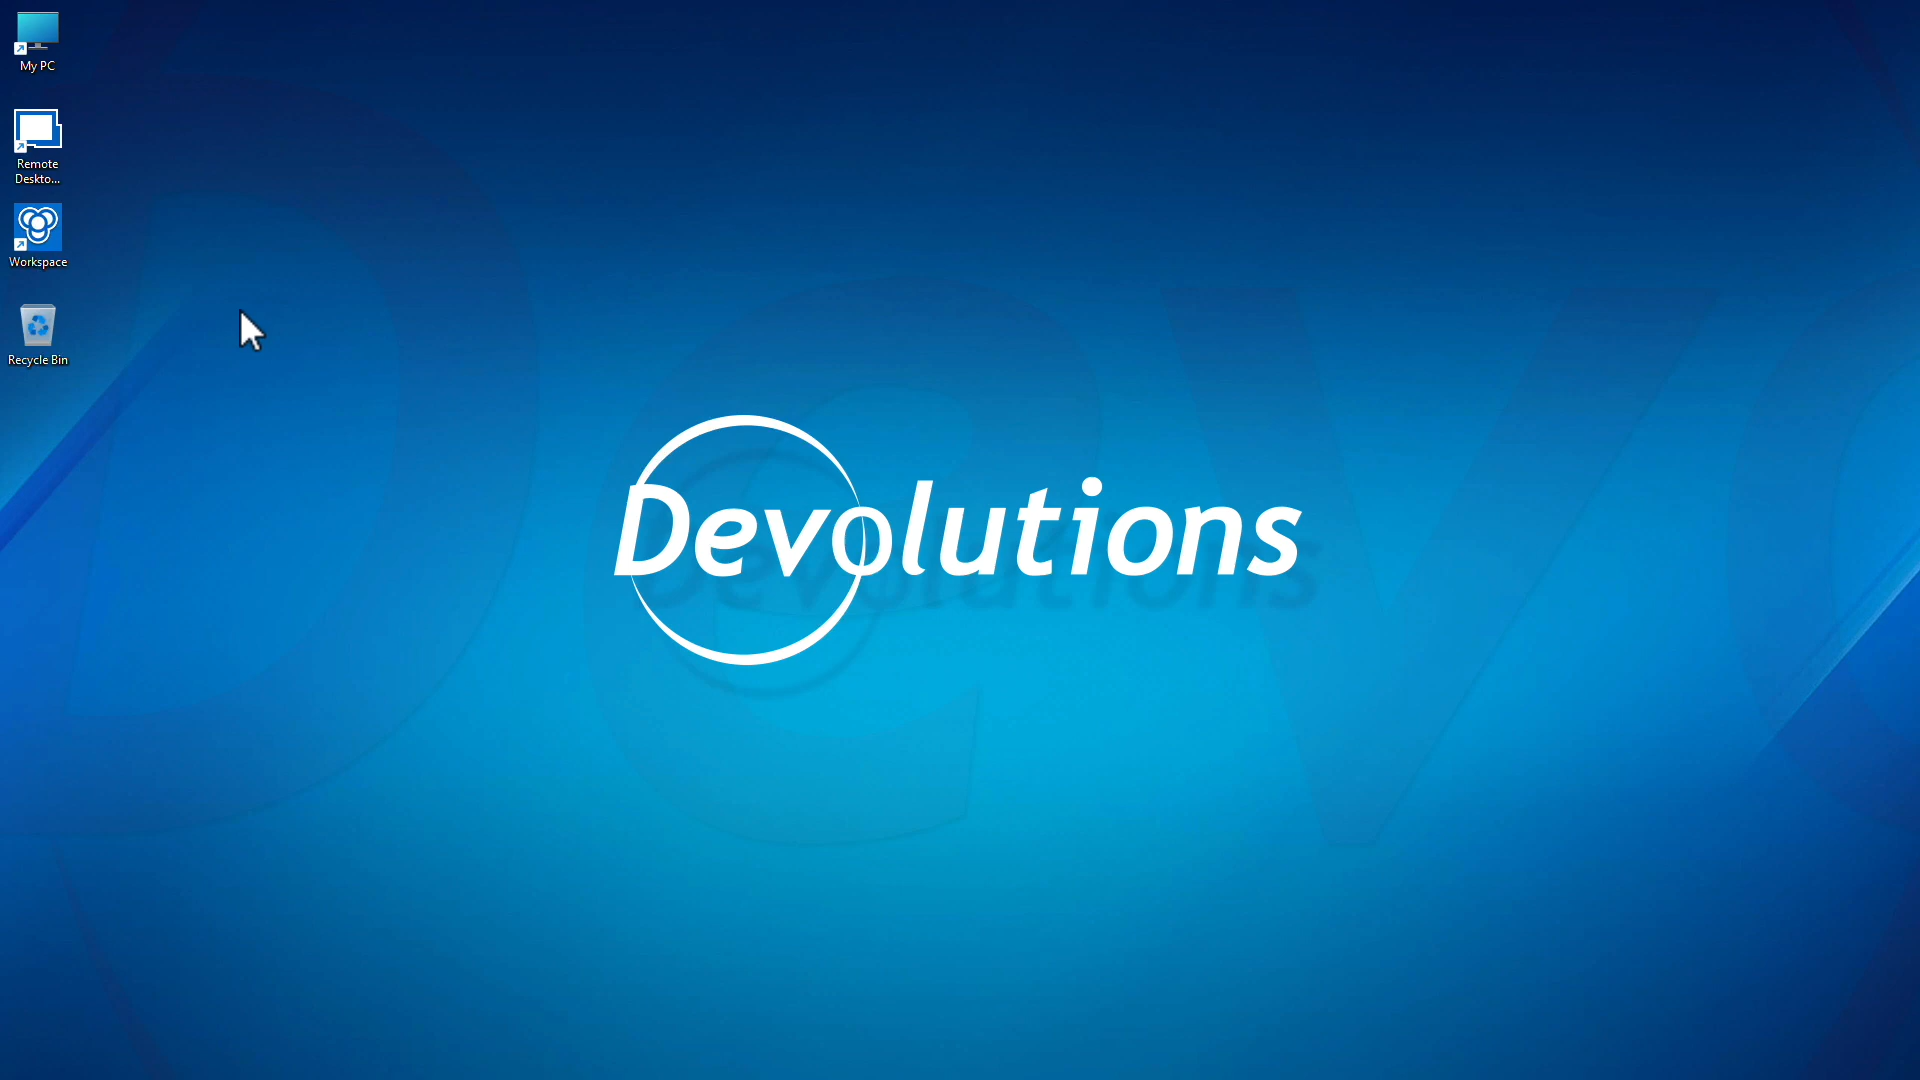 My PC
Remote
Deskto...
Workspace
Recycle Bin
Devolutions